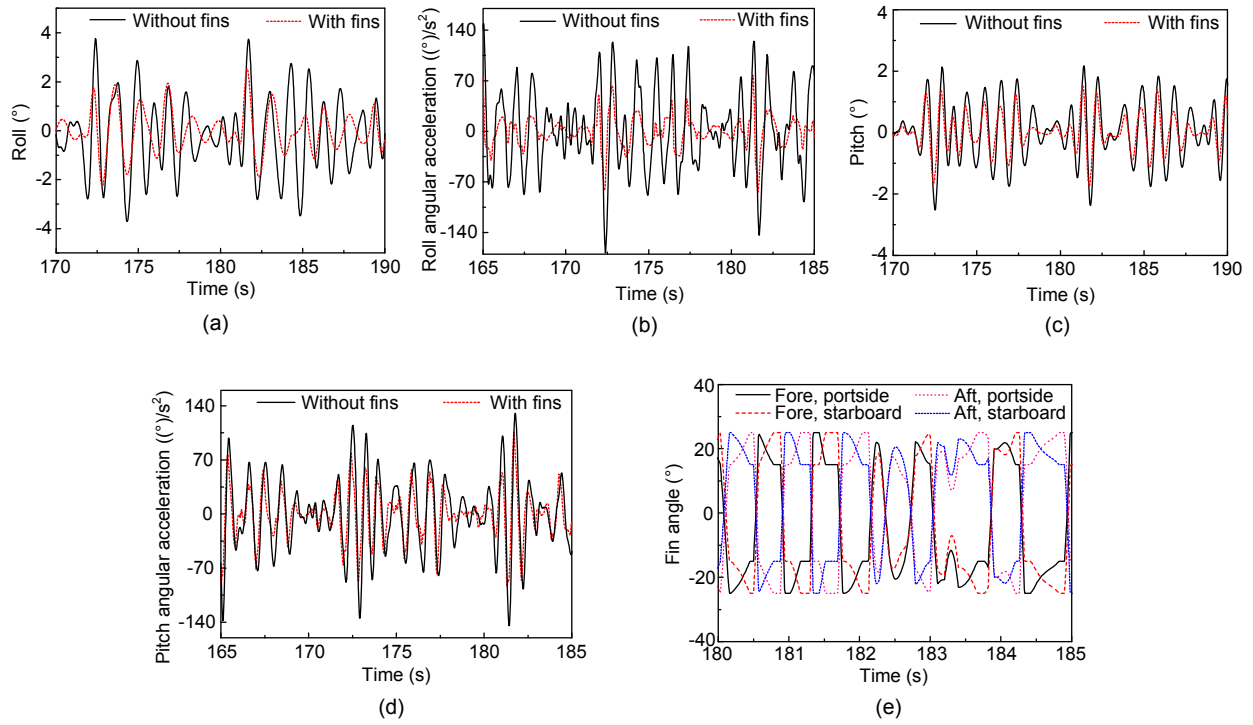 Without fins With fins
4
2
0
-2
-4
Roll (°)
170 175 180 185 190
Time (s)
(a)
Without fins With fins
140
70
0
-70
-140
Roll angular acceleration ((°)/s²)
165 170 175 180 185
Time (s)
(b)
Without fins With fins
4
2
0
-2
-4
Pitch (°)
170 175 180 185 190
Time (s)
(c)
Without fins With fins
140
70
0
-70
-140
Pitch angular acceleration ((°)/s²)
165 170 175 180 185
Time (s)
(d)
Fore, portside Aft, portside
Fore, starboard Aft, starboard
40
20
0
-20
-40
Fin angle (°)
180 181 182 183 184 185
Time (s)
(e)